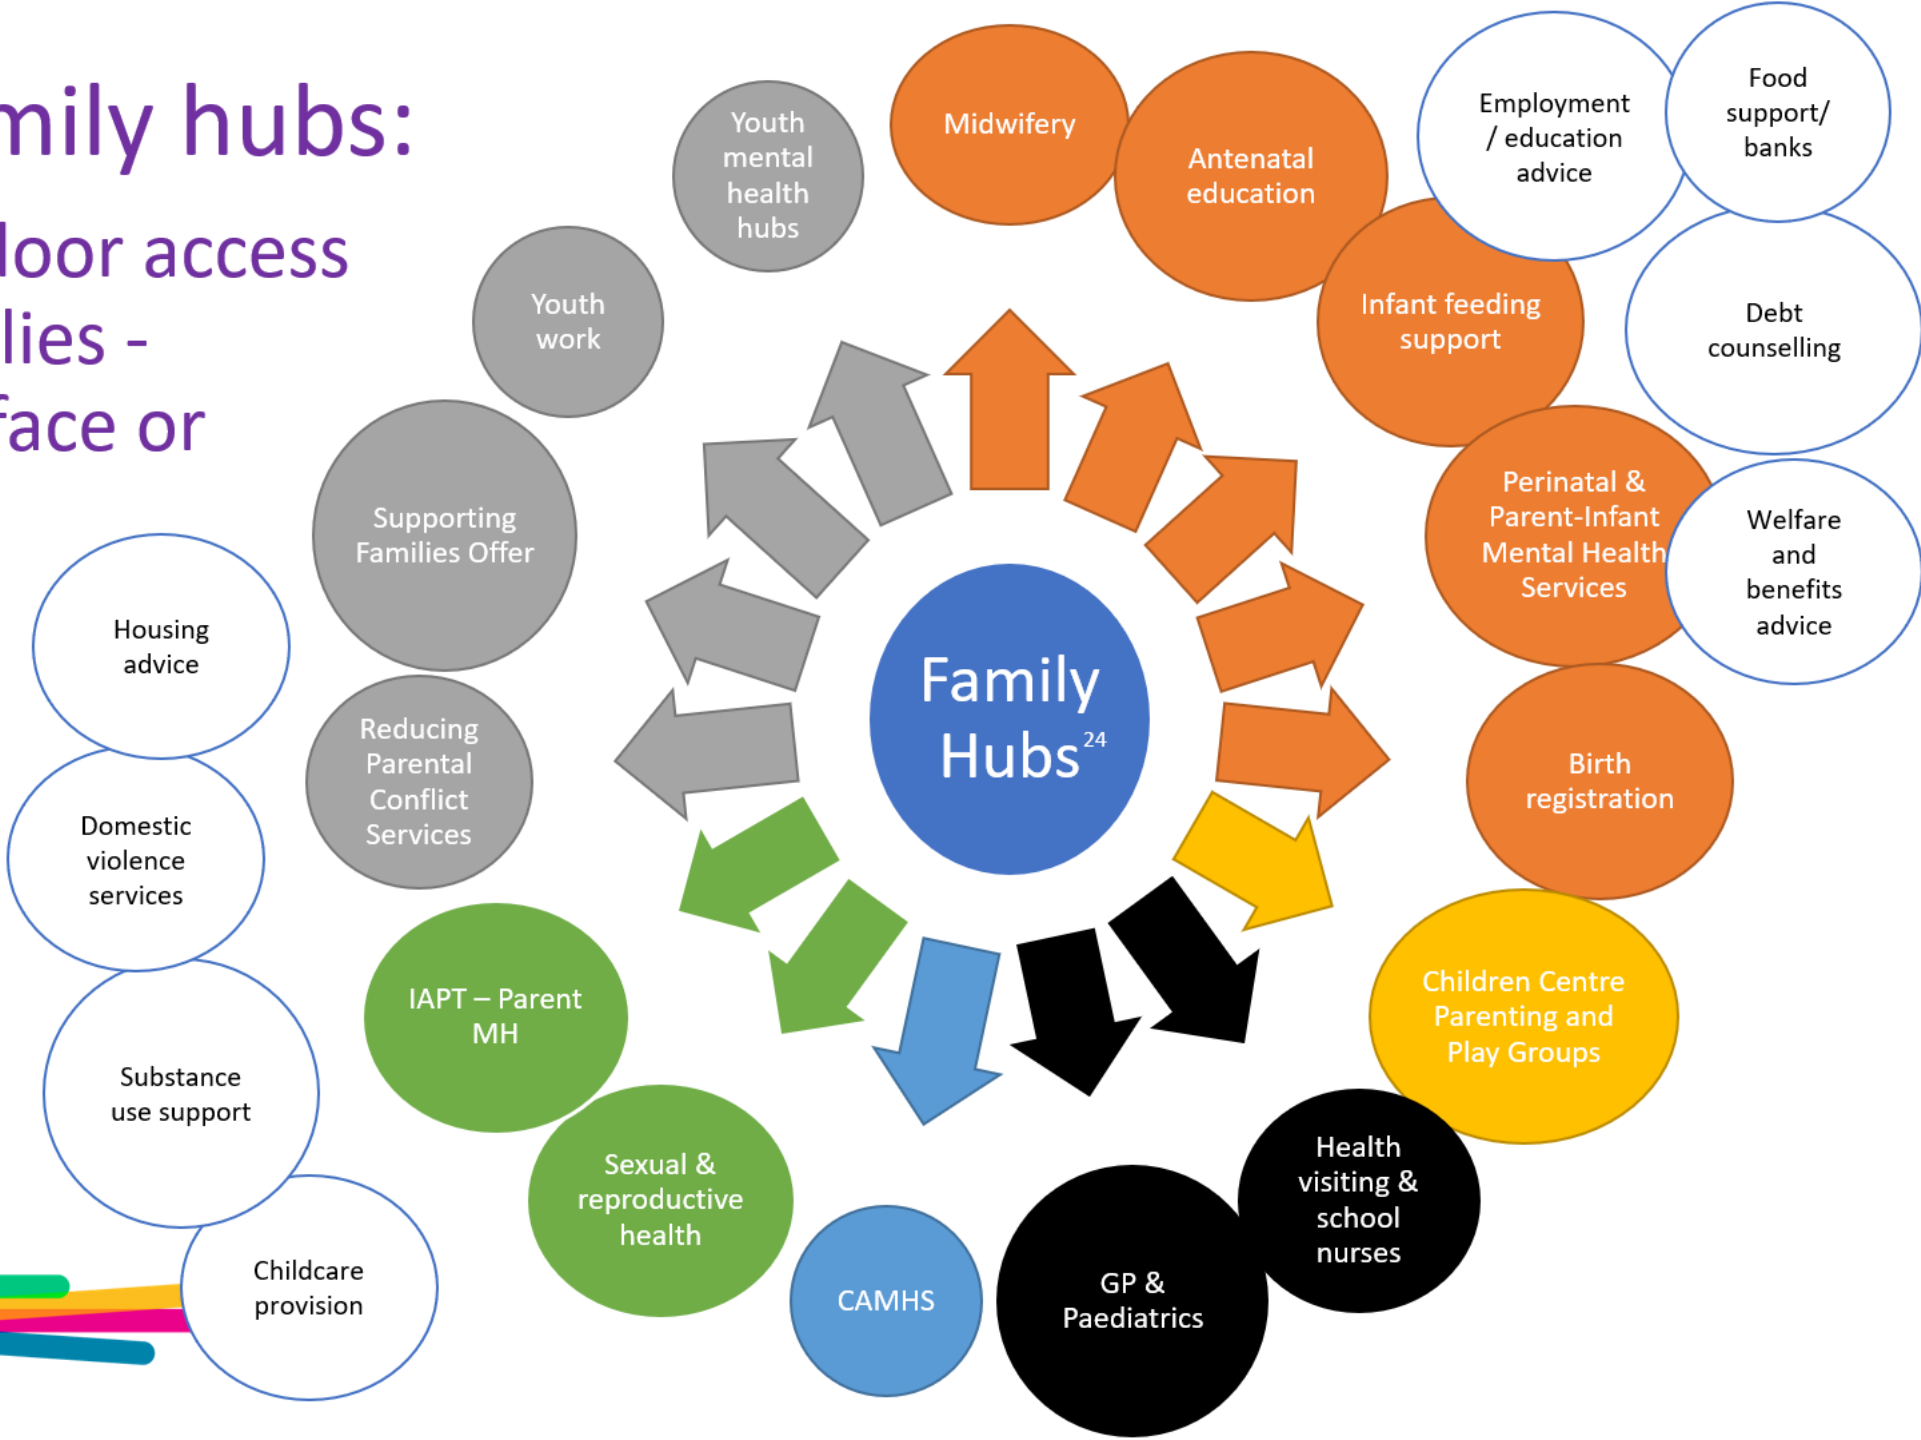 mily hubs:
loor access
lies -
face or
Youth
mental
health
hubs
Midwifery
Antenatal
education
Employment
/ education
advice
Food
support/
banks
Youth
work
Infant feeding
support
Debt
counselling
Supporting
Families Offer
Perinatal &
Parent-Infant
Mental Health
Services
Welfare
and
benefits
advice
Housing
advice
Family
Hubs24
Reducing
Parental
Conflict
Services
Birth
registration
Domestic
violence
services
IAPT – Parent
MH
Children Centre
Parenting and
Play Groups
Substance
use support
Sexual &
reproductive
health
Health
visiting &
school
nurses
Childcare
provision
CAMHS
GP &
Paediatrics